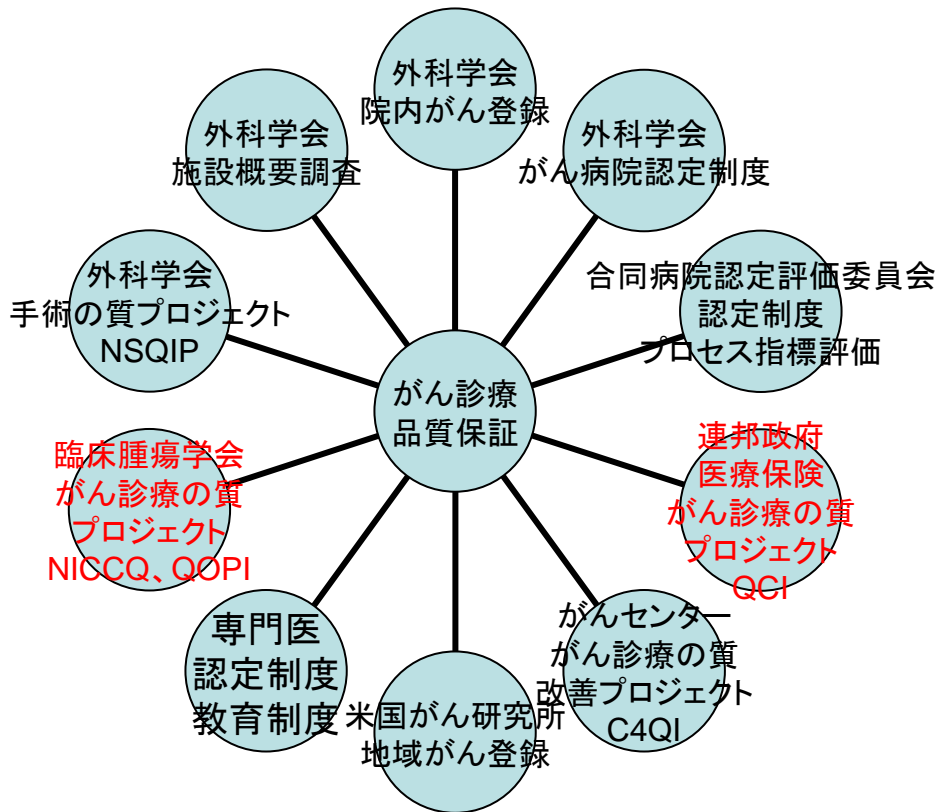 外科学会
院内がん登録
外科学会
施設概要調査
外科学会
がん病院認定制度
外科学会
手術の質プロジェクト
NSQIP
合同病院認定評価委員会
認定制度
プロセス指標評価
がん診療
品質保証
臨床腫瘍学会
がん診療の質
プロジェクト
NICCQ、QOPI
連邦政府
医療保険
がん診療の質
プロジェクト
QCI
専門医
認定制度
教育制度
米国がん研究所
地域がん登録
がんセンター
がん診療の質
改善プロジェクト
C4QI